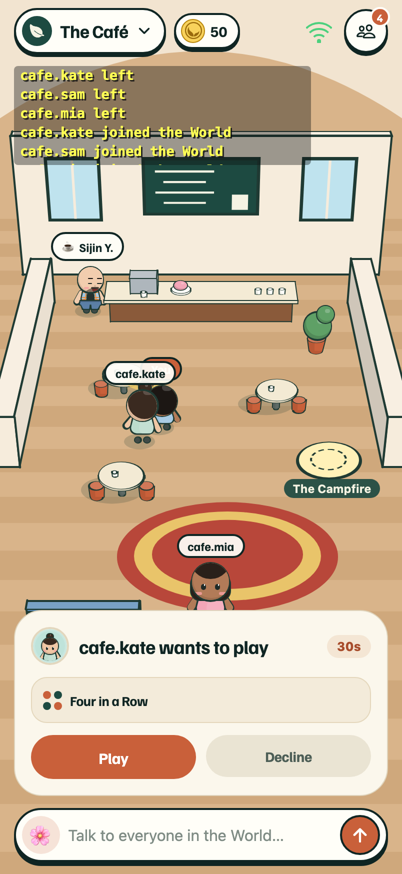 The Café
50
4
cafe.kate left
cafe.sam left
cafe.mia left
cafe.kate joined the World
cafe.sam joined the World
Sijin Y.
cafe.kate
The Campfire
cafe.mia
cafe.kate wants to play
30s
Four in a Row
Play
Decline
Talk to everyone in the World...